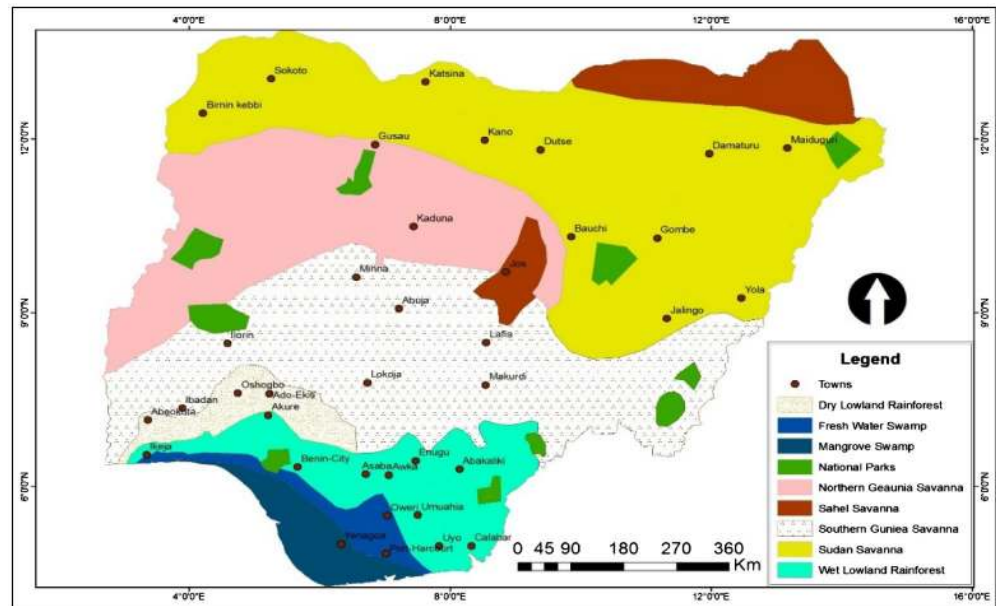 4°0'0"E 8°0'0"E 12°0'0"E 16°0'0"E
Sokoto
Katsina
Birnin kebbi
12°0'0"N
Gusau
Kano
Dutse
Damaturu
Maiduguri
12°0'0"N
Kaduna
Bauchi
Gombe
Minna
Jos
Abuja
Yola
9°0'0"N
Jalingo
9°0'0"N
Ilorin
Lafia
Lokoja
Makurdi
Oshogbo
Ado-Ekiti
Ibadan
Abeokuta
Akure
Ikeja
Benin-City
Asaba
Awka
Enugu
Abakaliki
6°0'0"N
6°0'0"N
Oweri
Umuahia
Yenagoa
Port-Harcourt
Uyo
Calabar
Legend
Towns
Dry Lowland Rainforest
Fresh Water Swamp
Mangrove Swamp
National Parks
Northern Geaunia Savanna
Sahel Savanna
Southern Guniea Savanna
Sudan Savanna
Wet Lowland Rainforest
0 45 90 180 270 360
Km
4°0'0"E 8°0'0"E 12°0'0"E 16°0'0"E